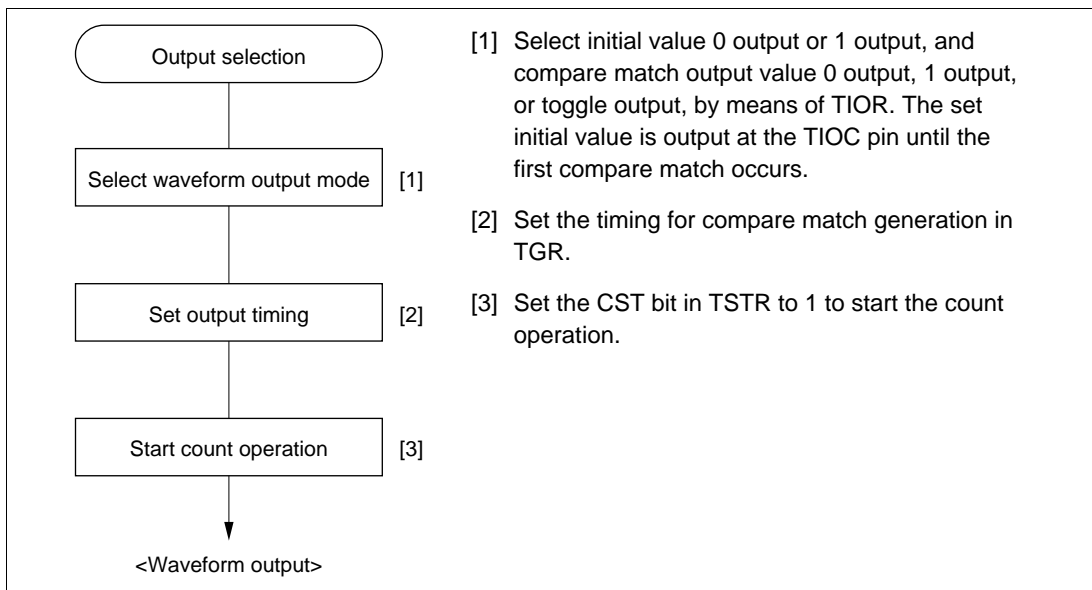 Output selection
Select waveform output mode [1]
Set output timing [2]
Start count operation [3]
<Waveform output>
[1] Select initial value 0 output or 1 output, and
compare match output value 0 output, 1 output,
or toggle output, by means of TIOR. The set
initial value is output at the TIOC pin until the
first compare match occurs.
[2] Set the timing for compare match generation in
TGR.
[3] Set the CST bit in TSTR to 1 to start the count
operation.